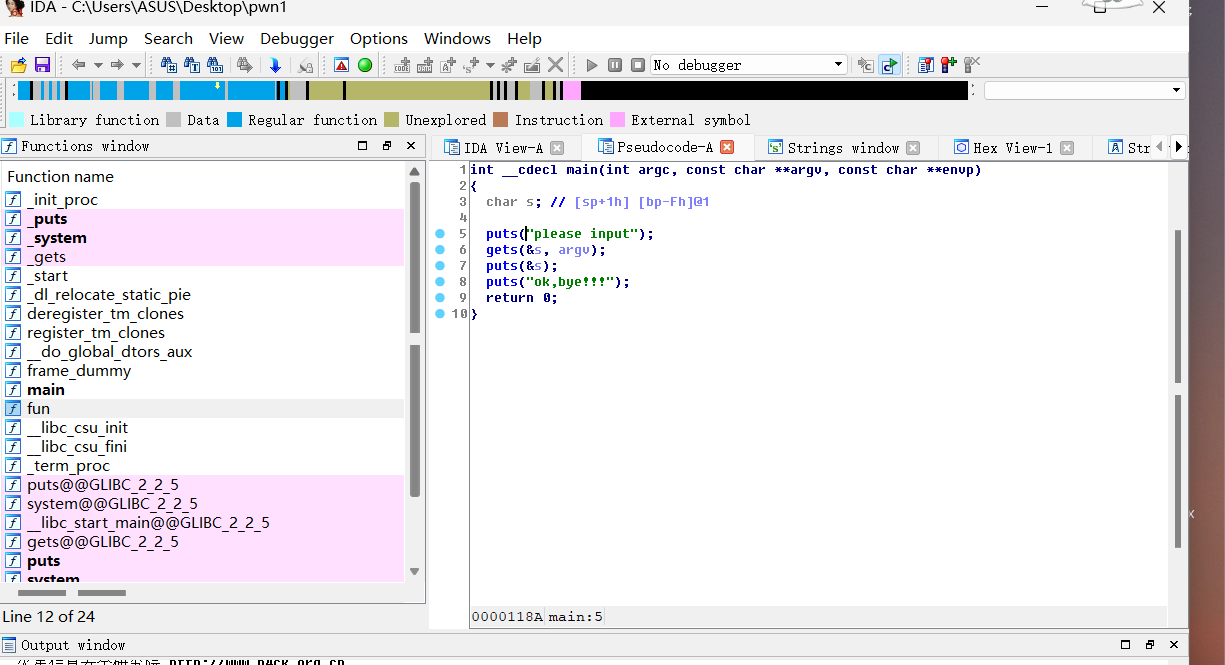 IDA - C:\Users\ASUS\Desktop\pwn1
File Edit Jump Search View Debugger Options Windows Help
No debugger
Library function Data Regular function Unexplored Instruction External symbol
Functions window
IDA View-A Pseudocode-A Strings window Hex View-1 Str
Function name
_init_proc
_puts
_system
_gets
_start
_dl_relocate_static_pie
deregister_tm_clones
register_tm_clones
__do_global_dtors_aux
frame_dummy
main
fun
__libc_csu_init
__libc_csu_fini
_term_proc
puts@@GLIBC_2_2_5
system@@GLIBC_2_2_5
__libc_start_main@@GLIBC_2_2_5
gets@@GLIBC_2_2_5
puts
system
Line 12 of 24
1 int __cdecl main(int argc, const char **argv, const char **envp)
2 {
3 char s; // [sp+1h] [bp-Fh]@1
4
5 puts("please input");
6 gets(&s, argv);
7 puts(&s);
8 puts("ok,bye!!!");
9 return 0;
10 }
0000118A main:5
Output window
http://www.pack.org.cn